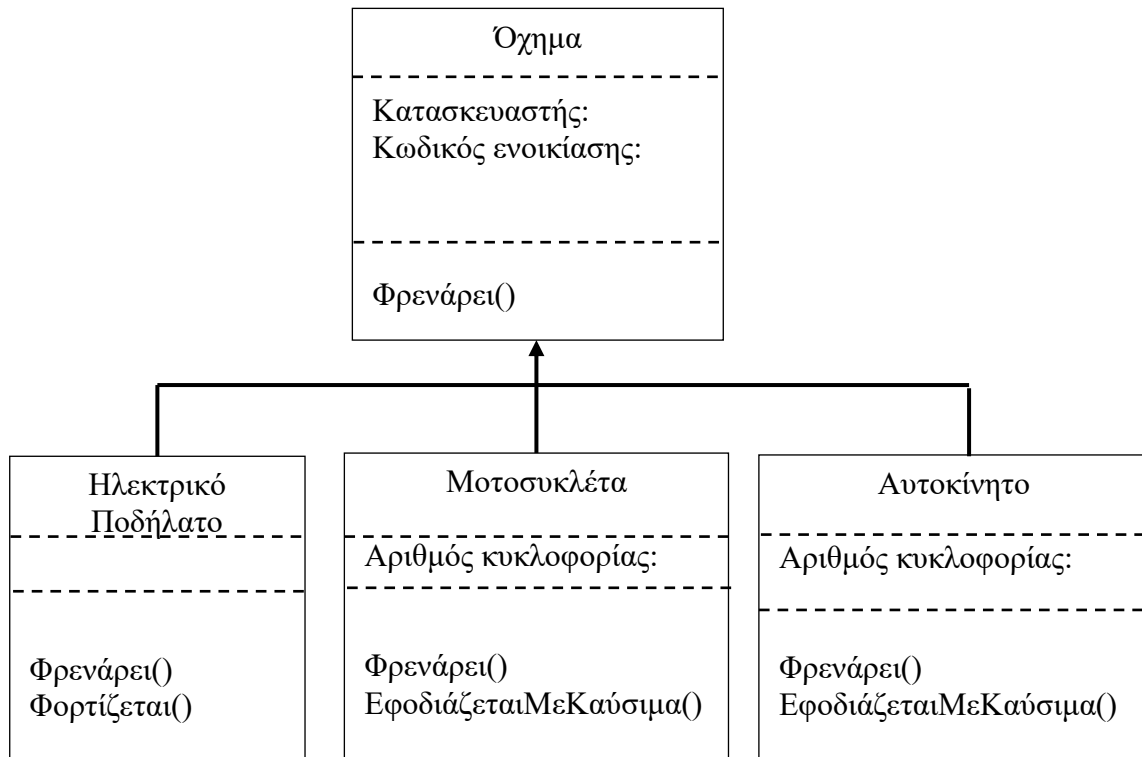 Όχημα
Κατασκευαστής:
Κωδικός ενοικίασης:
Φρενάρει()
Ηλεκτρικό
Ποδήλατο
Φρενάρει()
Φορτίζεται()
Μοτοσυκλέτα
Αριθμός κυκλοφορίας:
Φρενάρει()
ΕφοδιάζεταιΜεΚαύσιμα()
Αυτοκίνητο
Αριθμός κυκλοφορίας:
Φρενάρει()
ΕφοδιάζεταιΜεΚαύσιμα()